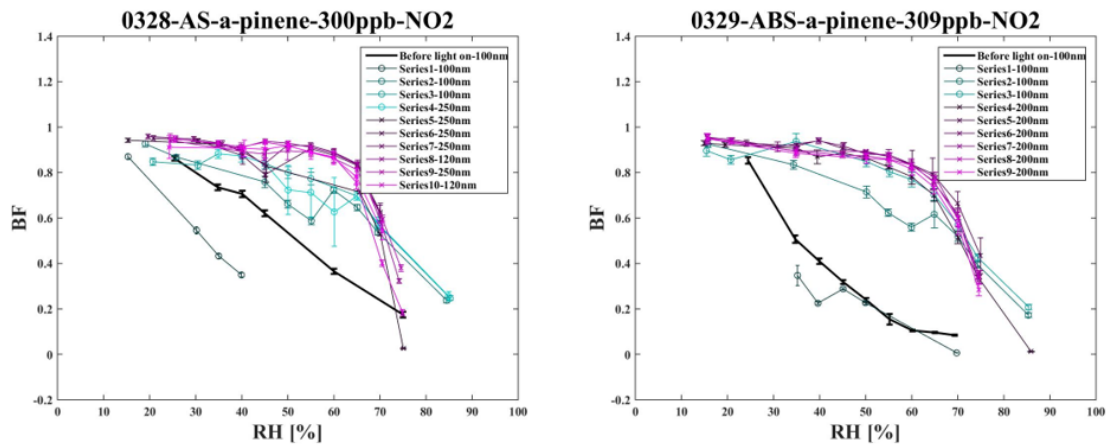 0328-AS-a-pinene-300ppb-NO2
1.4
1.2
1
0.8
0.6
0.4
0.2
0
-0.2
BF
0 10 20 30 40 50 60 70 80 90 100
RH [%]
Before light on-100nm
Series1-100nm
Series2-100nm
Series3-100nm
Series4-250nm
Series5-250nm
Series6-250nm
Series7-250nm
Series8-120nm
Series9-250nm
Series10-120nm
0329-ABS-a-pinene-309ppb-NO2
1.4
1.2
1
0.8
0.6
0.4
0.2
0
-0.2
BF
0 10 20 30 40 50 60 70 80 90 100
RH [%]
Before light on-100nm
Series1-100nm
Series2-100nm
Series3-100nm
Series4-200nm
Series5-200nm
Series6-200nm
Series7-200nm
Series8-200nm
Series9-200nm